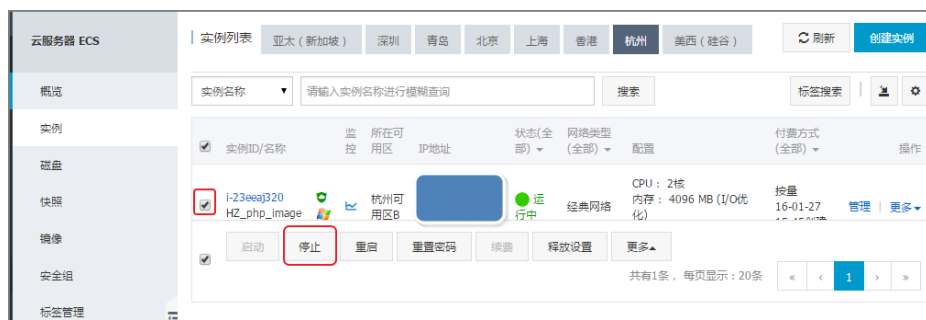 云服务器 ECS
概览
实例
磁盘
快照
镜像
安全组
标签管理
实例列表 亚太（新加坡） 深圳 青岛 北京 上海 香港 杭州 美西（硅谷） 刷新 创建实例
实例名称 请输入实例名称进行模糊查询 搜索 标签搜索
实例ID/名称 监控 所在可用区 IP地址 状态(全部) 网络类型(全部) 配置 付费方式(全部) 操作
i-23eeaj320
HZ_php_image
杭州可用区B
运行中
经典网络
CPU： 2核
内存： 4096 MB (I/O优化)
按量
16-01-27
管理 | 更多
启动 停止 重启 重置密码 续费 释放设置 更多
共有1条，每页显示：20条 « ‹ 1 › »